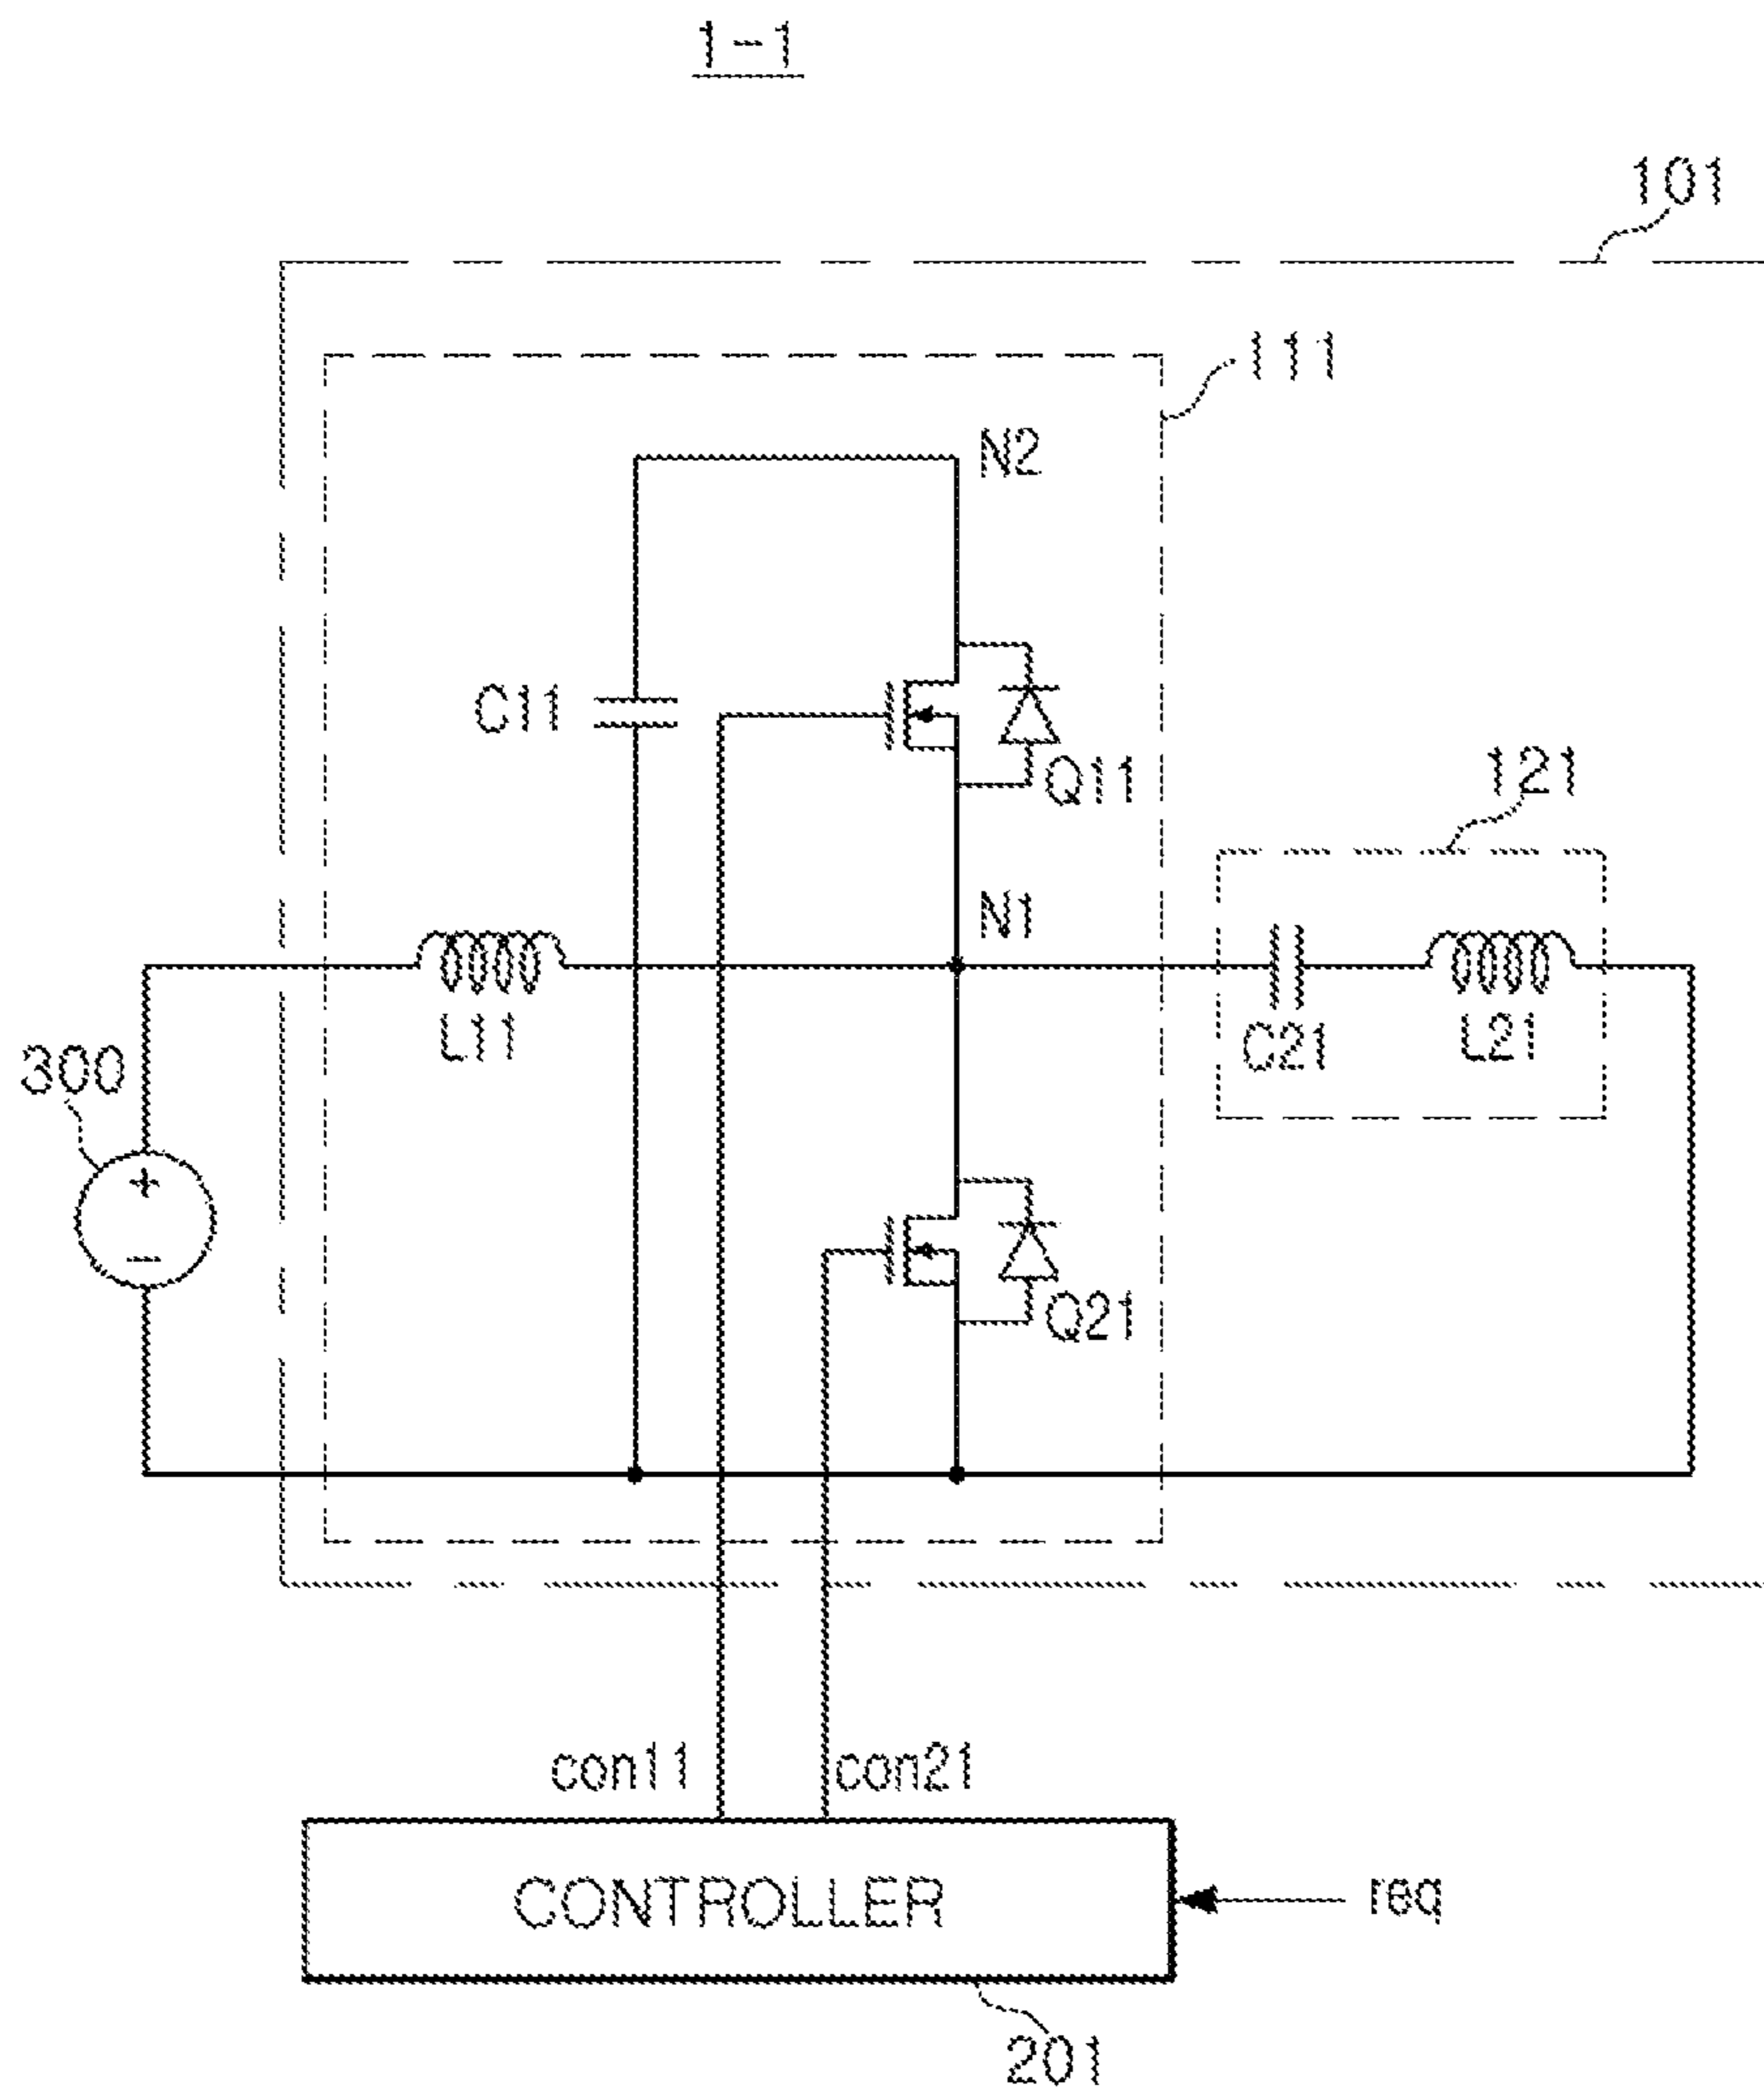 1-1
101
111
N2
C11
Q11
121
N1
L11
C21
L21
300
+
−
Q21
con11
con21
CONTROLLER
req
201